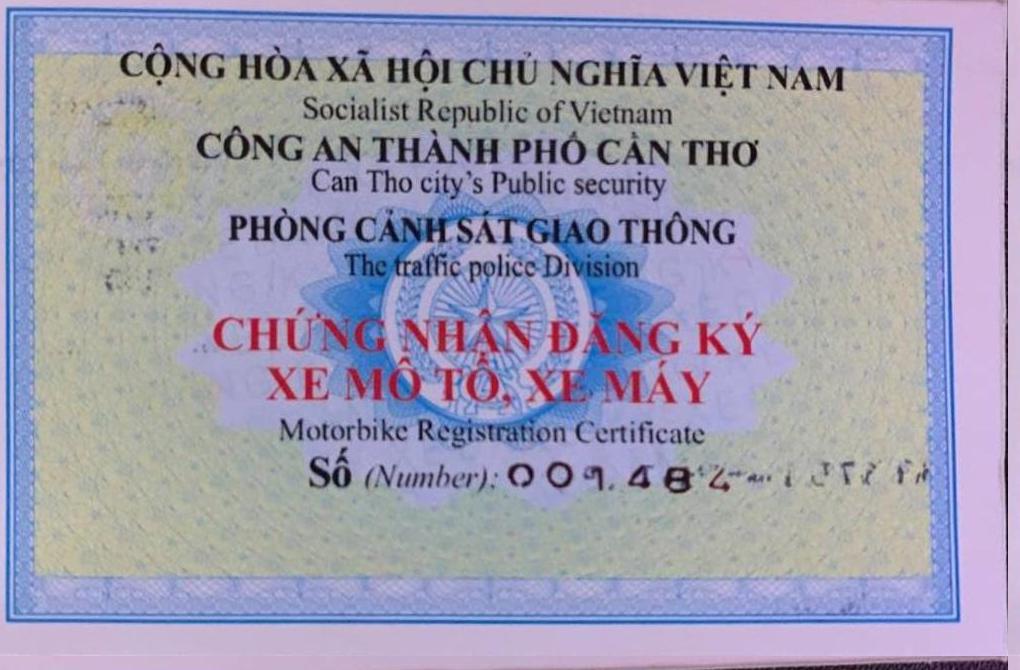 CỘNG HÒA XÃ HỘI CHỦ NGHĨA VIỆT NAM
Socialist Republic of Vietnam
CÔNG AN THÀNH PHỐ CẦN THƠ
Can Tho city's Public security
PHÒNG CẢNH SÁT GIAO THÔNG
The traffic police Division
CHỨNG NHẬN ĐĂNG KÝ
XE MÔ TÔ, XE MÁY
Motorbike Registration Certificate
Số (Number): 009.484